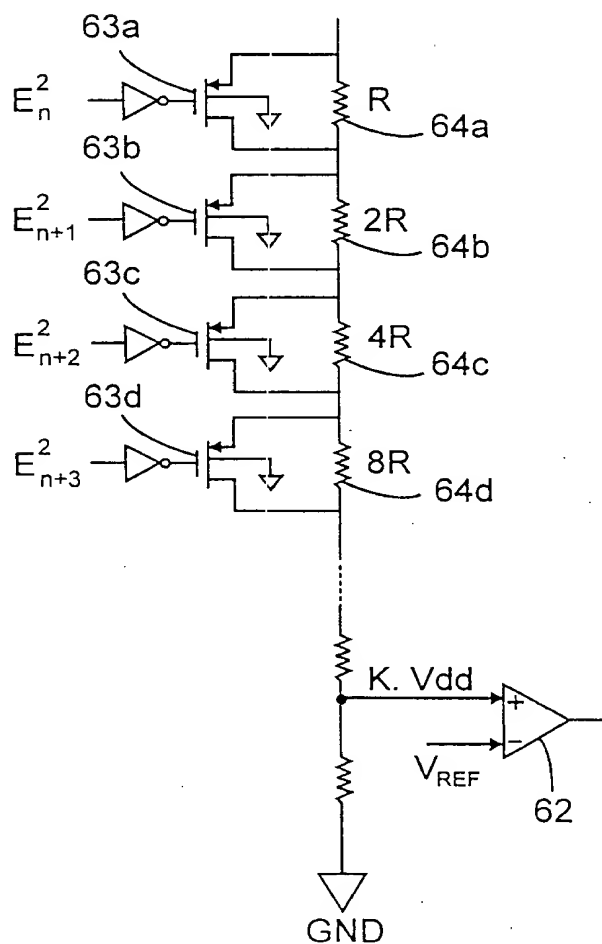 63a
E²ₙ
R
64a
63b
E²ₙ₊₁
2R
64b
63c
E²ₙ₊₂
4R
64c
63d
E²ₙ₊₃
8R
64d
K. Vdd
+
−
V_REF
62
GND